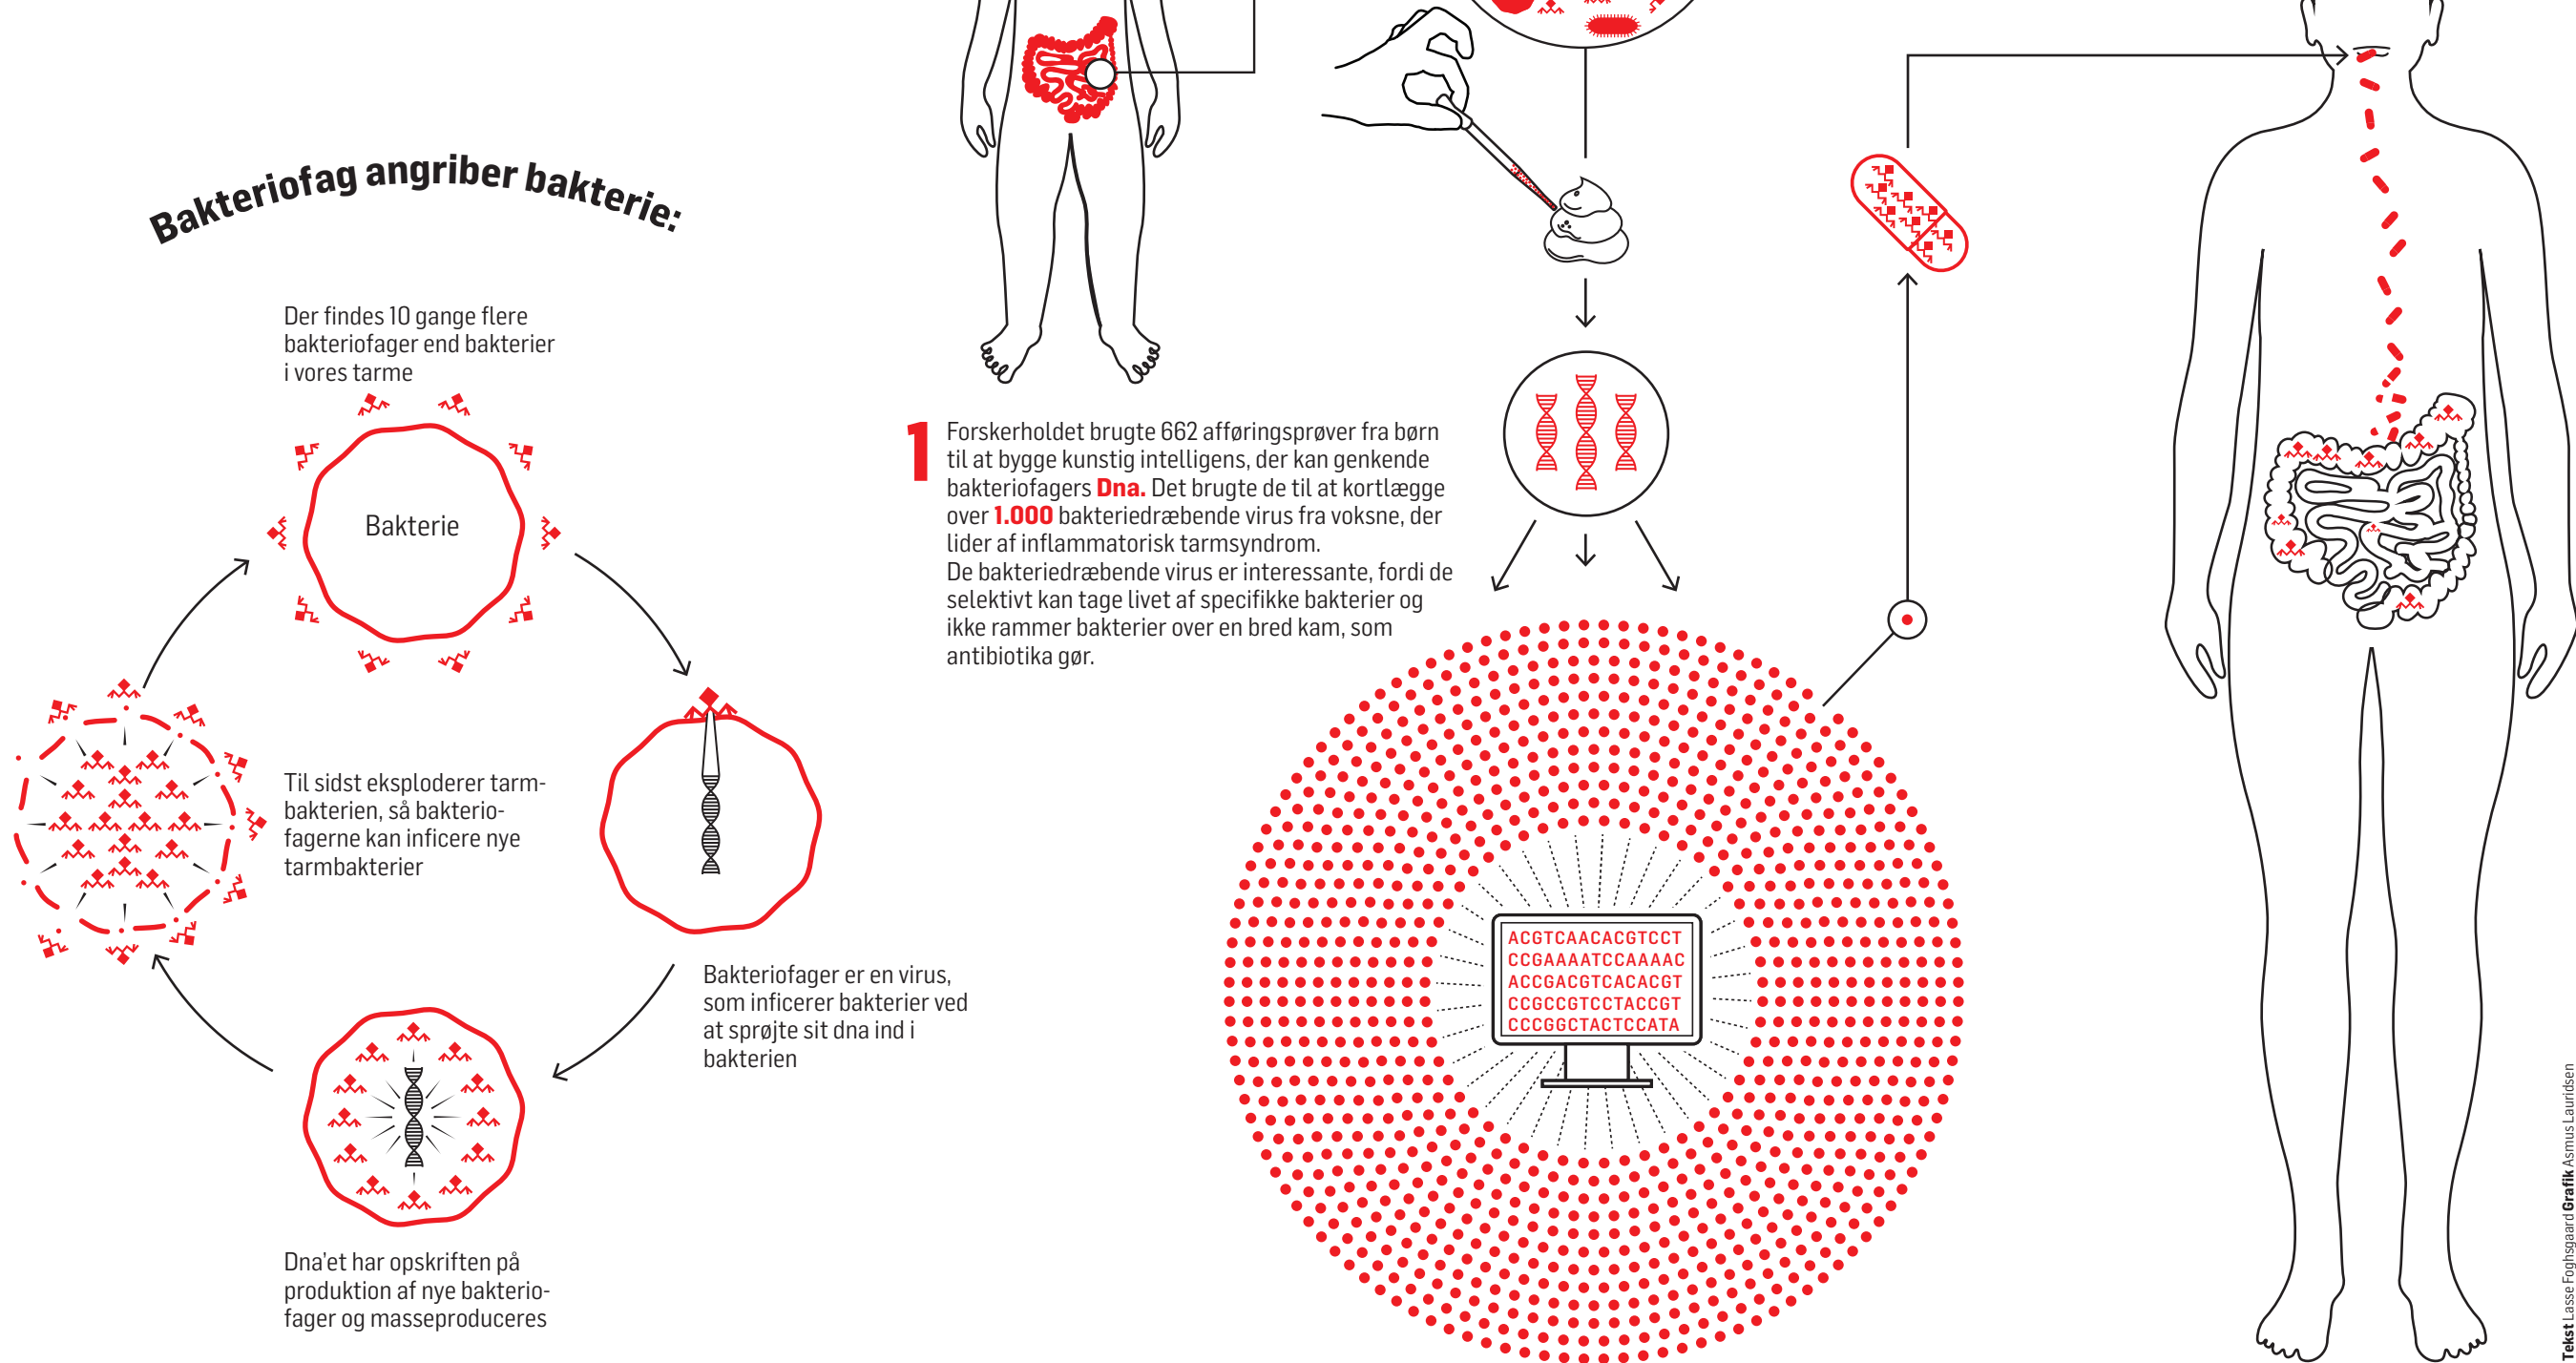 Bakteriofag angriber bakterie:
Der findes 10 gange flere
bakteriofager end bakterier
i vores tarme
Bakterie
Bakteriofager er en virus,
som inficerer bakterier ved
at sprøjte sit dna ind i
bakterien
Dna'et har opskriften på
produktion af nye bakterio-
fager og masseproduceres
Til sidst eksploderer tarm-
bakterien, så bakterio-
fagerne kan inficere nye
tarmbakterier
1
Forskerholdet brugte 662 afføringsprøver fra børn
til at bygge kunstig intelligens, der kan genkende
bakteriofagers Dna. Det brugte de til at kortlægge
over 1.000 bakteriedræbende virus fra voksne, der
lider af inflammatorisk tarmsyndrom.
De bakteriedræbende virus er interessante, fordi de
selektivt kan tage livet af specifikke bakterier og
ikke rammer bakterier over en bred kam, som
antibiotika gør.
ACGTCAACACGTCCT
CCGAAAATCCAAAAC
ACCGACGTCACACGT
CCGCCGTCCTACCGT
CCCGGCTACTCCATA
Tekst Lasse Foghsgaard Grafik Asmus Lauridsen